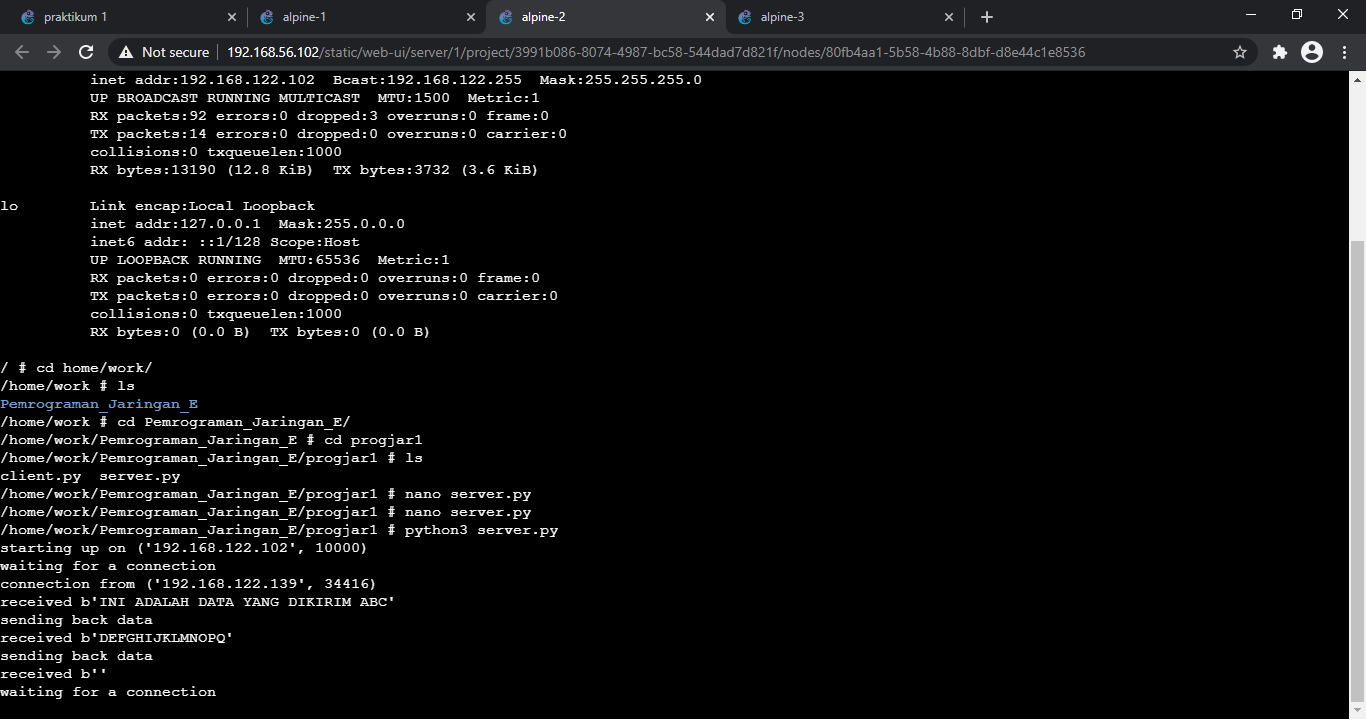 praktikum 1
alpine-1
alpine-2
alpine-3
Not secure | 192.168.56.102/static/web-ui/server/1/project/3991b086-8074-4987-bc58-544dad7d821f/nodes/80fb4aa1-5b58-4b88-8dbf-d8e44c1e8536
inet addr:192.168.122.102  Bcast:192.168.122.255  Mask:255.255.255.0
UP BROADCAST RUNNING MULTICAST  MTU:1500  Metric:1
RX packets:92 errors:0 dropped:3 overruns:0 frame:0
TX packets:14 errors:0 dropped:0 overruns:0 carrier:0
collisions:0 txqueuelen:1000
RX bytes:13190 (12.8 KiB)  TX bytes:3732 (3.6 KiB)
lo        Link encap:Local Loopback
inet addr:127.0.0.1  Mask:255.0.0.0
inet6 addr: ::1/128 Scope:Host
UP LOOPBACK RUNNING  MTU:65536  Metric:1
RX packets:0 errors:0 dropped:0 overruns:0 frame:0
TX packets:0 errors:0 dropped:0 overruns:0 carrier:0
collisions:0 txqueuelen:1000
RX bytes:0 (0.0 B)  TX bytes:0 (0.0 B)
/ # cd home/work/
/home/work # ls
Pemrograman_Jaringan_E
/home/work # cd Pemrograman_Jaringan_E/
/home/work/Pemrograman_Jaringan_E # cd progjar1
/home/work/Pemrograman_Jaringan_E/progjar1 # ls
client.py  server.py
/home/work/Pemrograman_Jaringan_E/progjar1 # nano server.py
/home/work/Pemrograman_Jaringan_E/progjar1 # nano server.py
/home/work/Pemrograman_Jaringan_E/progjar1 # python3 server.py
starting up on ('192.168.122.102', 10000)
waiting for a connection
connection from ('192.168.122.139', 34416)
received b'INI ADALAH DATA YANG DIKIRIM ABC'
sending back data
received b'DEFGHIJKLMNOPQ'
sending back data
received b''
waiting for a connection